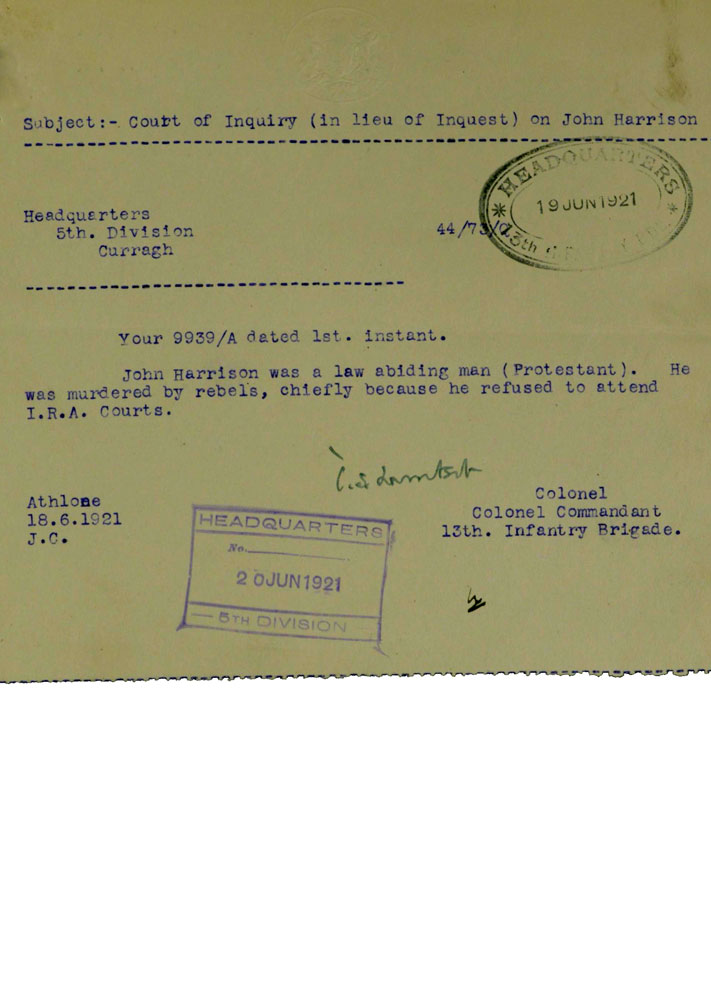 Subject:- Coutt of Inquiry (in lieu of Inquest) on John Harrison
HEADQUARTERS
19 JUN 1921
13th
Headquarters
5th. Division
Curragh
44/73/
Your 9939/A dated 1st. instant.
John Harrison was a law abiding man (Protestant). He
was murdered by rebels, chiefly because he refused to attend
I.R.A. Courts.
Athlone
18.6.1921
J.C.
Colonel
Colonel Commandant
13th. Infantry Brigade.
HEADQUARTERS
No.
20 JUN 1921
5TH DIVISION